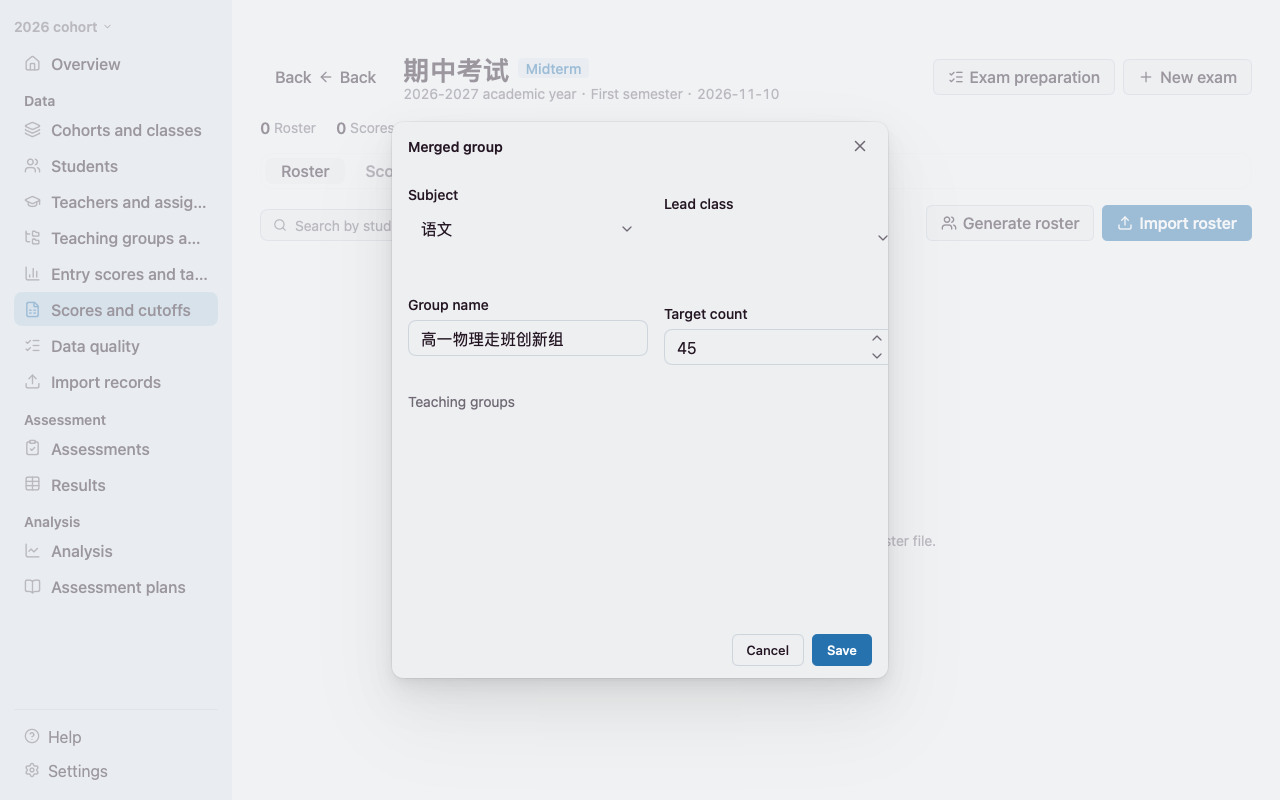 2026 cohort
Overview
Data
Cohorts and classes
Students
Teachers and assig...
Teaching groups a...
Entry scores and ta...
Scores and cutoffs
Data quality
Import records
Assessment
Assessments
Results
Analysis
Analysis
Assessment plans
Help
Settings
Back
Back
期中考试
Midterm
2026-2027 academic year · First semester · 2026-11-10
Exam preparation
New exam
0 Roster
0 Scores
Roster
Sco
Search by stud
Generate roster
Import roster
ster file.
Merged group
Subject
语文
Lead class
Group name
高一物理走班创新组
Target count
45
Teaching groups
Cancel
Save